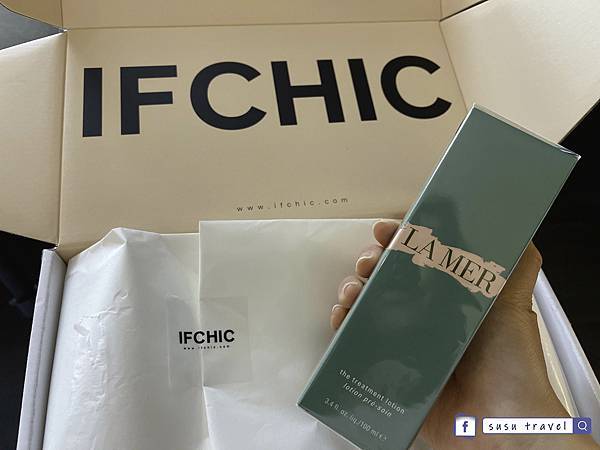 IFCHIC
www.ifchic.com
LA MER
IFCHIC
www.ifchic.com
the treatment lotion
lotion pré-soin
3.4 fl. oz. liq./100 ml e
f susu travel